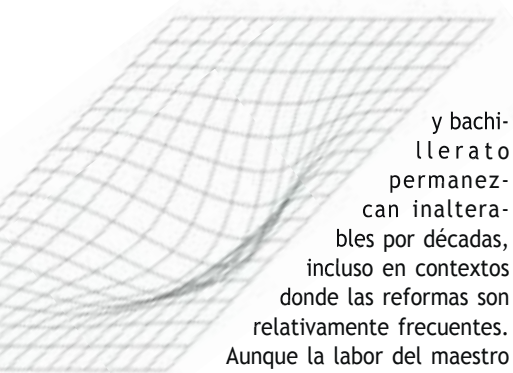 y bachi-
llerato
permanez-
can inaltera-
bles por décadas,
incluso en contextos
donde las reformas son
relativamente frecuentes.
Aunque la labor del maestro